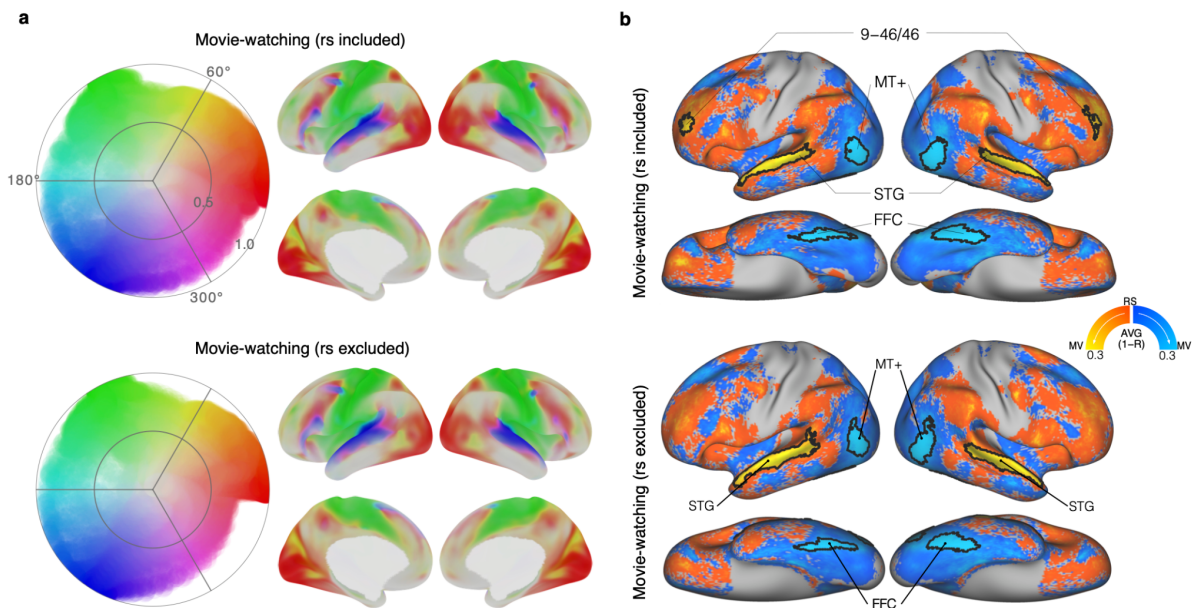 a
Movie-watching (rs included)
60°
180°
0.5
1.0
300°
Movie-watching (rs excluded)
b
Movie-watching (rs included)
9–46/46
MT+
STG
FFC
RS
AVG
(1–R)
MV
MV
0.3
0.3
Movie-watching (rs excluded)
MT+
STG
STG
FFC